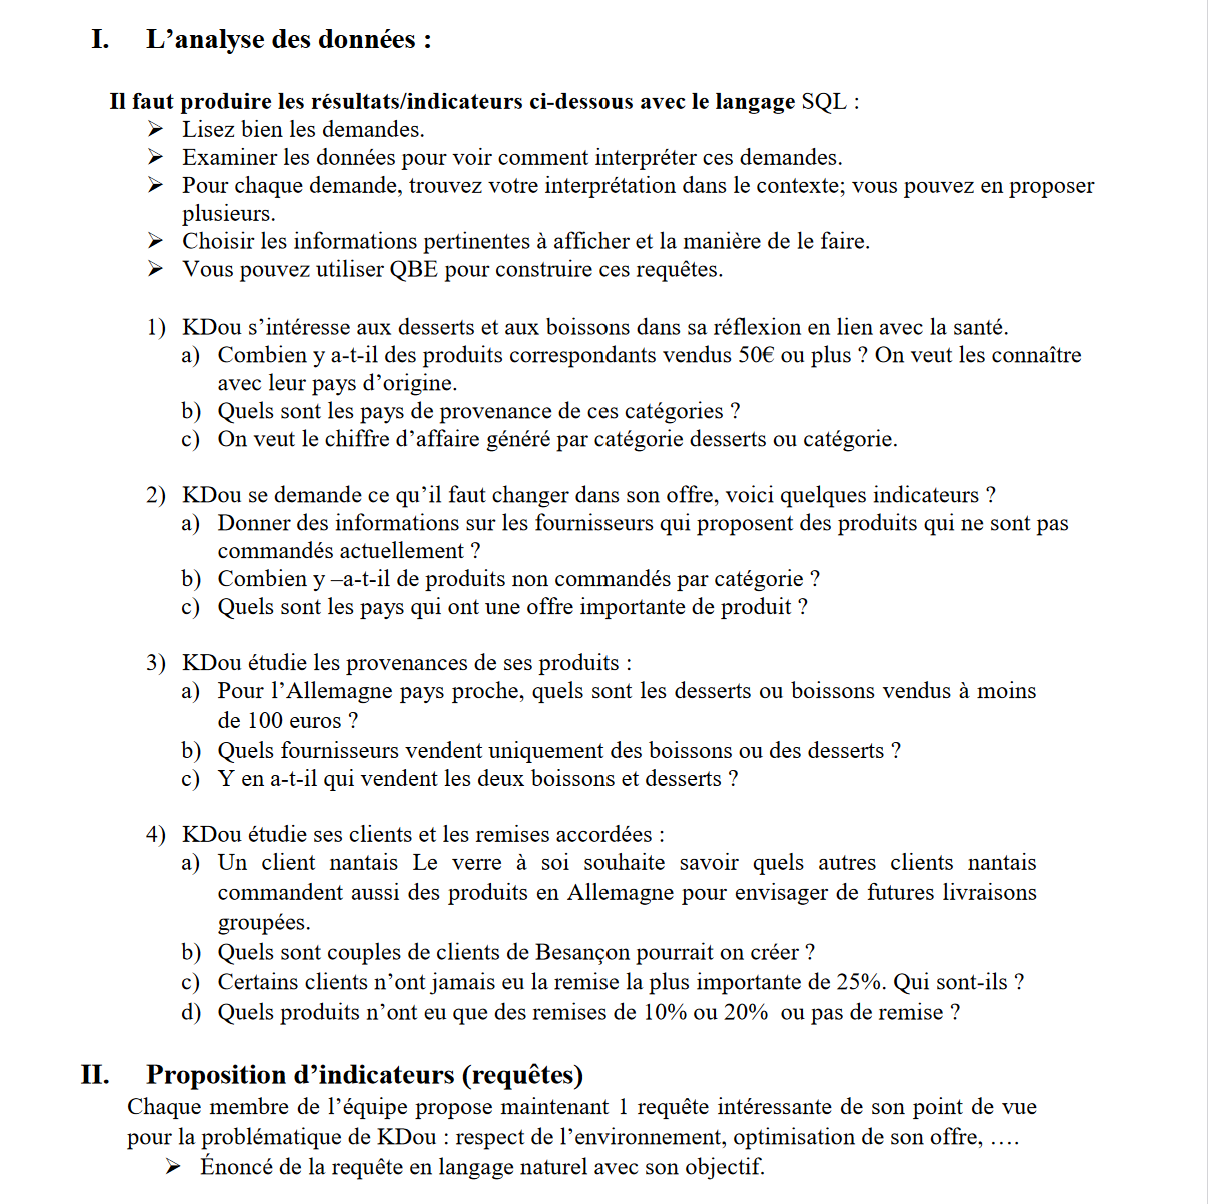 I. L’analyse des données :
Il faut produire les résultats/indicateurs ci-dessous avec le langage SQL :
➢ Lisez bien les demandes.
➢ Examiner les données pour voir comment interpréter ces demandes.
➢ Pour chaque demande, trouvez votre interprétation dans le contexte; vous pouvez en proposer
plusieurs.
➢ Choisir les informations pertinentes à afficher et la manière de le faire.
➢ Vous pouvez utiliser QBE pour construire ces requêtes.
1) KDou s’intéresse aux desserts et aux boissons dans sa réflexion en lien avec la santé.
a) Combien y a-t-il des produits correspondants vendus 50€ ou plus ? On veut les connaître
avec leur pays d’origine.
b) Quels sont les pays de provenance de ces catégories ?
c) On veut le chiffre d’affaire généré par catégorie desserts ou catégorie.
2) KDou se demande ce qu’il faut changer dans son offre, voici quelques indicateurs ?
a) Donner des informations sur les fournisseurs qui proposent des produits qui ne sont pas
commandés actuellement ?
b) Combien y –a-t-il de produits non commandés par catégorie ?
c) Quels sont les pays qui ont une offre importante de produit ?
3) KDou étudie les provenances de ses produits :
a) Pour l’Allemagne pays proche, quels sont les desserts ou boissons vendus à moins
de 100 euros ?
b) Quels fournisseurs vendent uniquement des boissons ou des desserts ?
c) Y en a-t-il qui vendent les deux boissons et desserts ?
4) KDou étudie ses clients et les remises accordées :
a) Un client nantais Le verre à soi souhaite savoir quels autres clients nantais
commandent aussi des produits en Allemagne pour envisager de futures livraisons
groupées.
b) Quels sont couples de clients de Besançon pourrait on créer ?
c) Certains clients n’ont jamais eu la remise la plus importante de 25%. Qui sont-ils ?
d) Quels produits n’ont eu que des remises de 10% ou 20% ou pas de remise ?
II. Proposition d’indicateurs (requêtes)
Chaque membre de l’équipe propose maintenant 1 requête intéressante de son point de vue
pour la problématique de KDou : respect de l’environnement, optimisation de son offre, ….
➢ Énoncé de la requête en langage naturel avec son objectif.